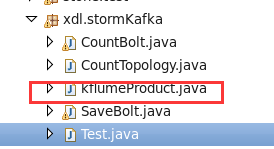 xdl.stormKafka
CountBolt.java
CountTopology.java
kflumeProduct.java
SaveBolt.java
Test.java